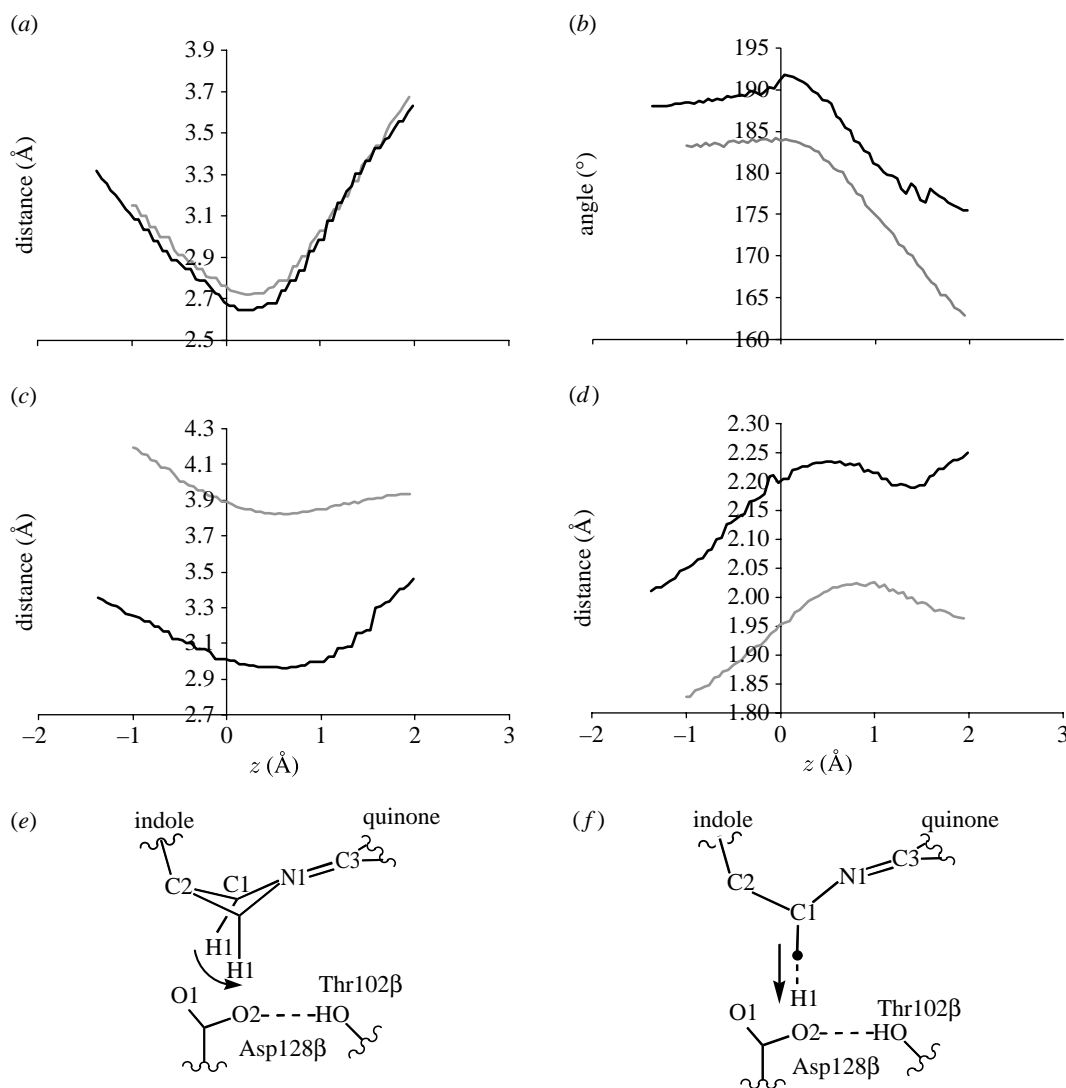 (a)
3.9
3.7
3.5
3.3
3.1
2.9
2.7
2.5
distance (Å)
(b)
195
190
185
180
175
170
165
160
angle (°)
(c)
4.3
4.1
3.9
3.7
3.5
3.3
3.1
2.9
2.7
distance (Å)
−2 −1 0 1 2 3
z (Å)
(d)
2.30
2.25
2.20
2.15
2.10
2.05
2.00
1.95
1.90
1.85
1.80
distance (Å)
−2 −1 0 1 2 3
z (Å)
(e)
indole
quinone
C2 C1 N1 C3
H1
H1
Thr102β
O1
O2 HO
Asp128β
(f)
indole
quinone
C2 N1 C3
C1
H1
Thr102β
O1
O2 HO
Asp128β